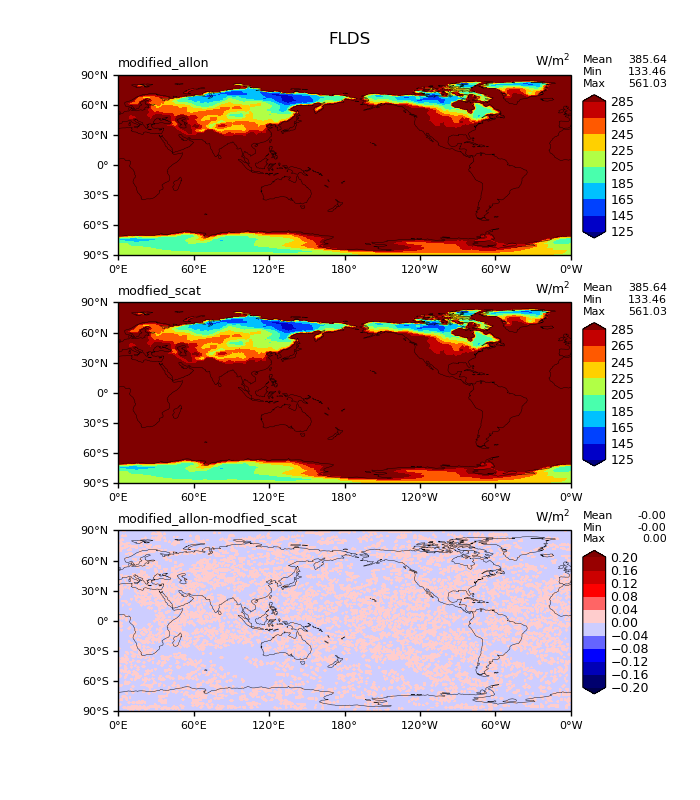 FLDS
modified_allon W/m2 Mean 385.64
Min 133.46
Max 561.03
90°N
60°N
30°N
0°
30°S
60°S
90°S
0°E 60°E 120°E 180° 120°W 60°W 0°W
285
265
245
225
205
185
165
145
125
modfied_scat W/m2 Mean 385.64
Min 133.46
Max 561.03
90°N
60°N
30°N
0°
30°S
60°S
90°S
0°E 60°E 120°E 180° 120°W 60°W 0°W
285
265
245
225
205
185
165
145
125
modified_allon-modfied_scat W/m2 Mean -0.00
Min -0.00
Max 0.00
90°N
60°N
30°N
0°
30°S
60°S
90°S
0°E 60°E 120°E 180° 120°W 60°W 0°W
0.20
0.16
0.12
0.08
0.04
0.00
−0.04
−0.08
−0.12
−0.16
−0.20